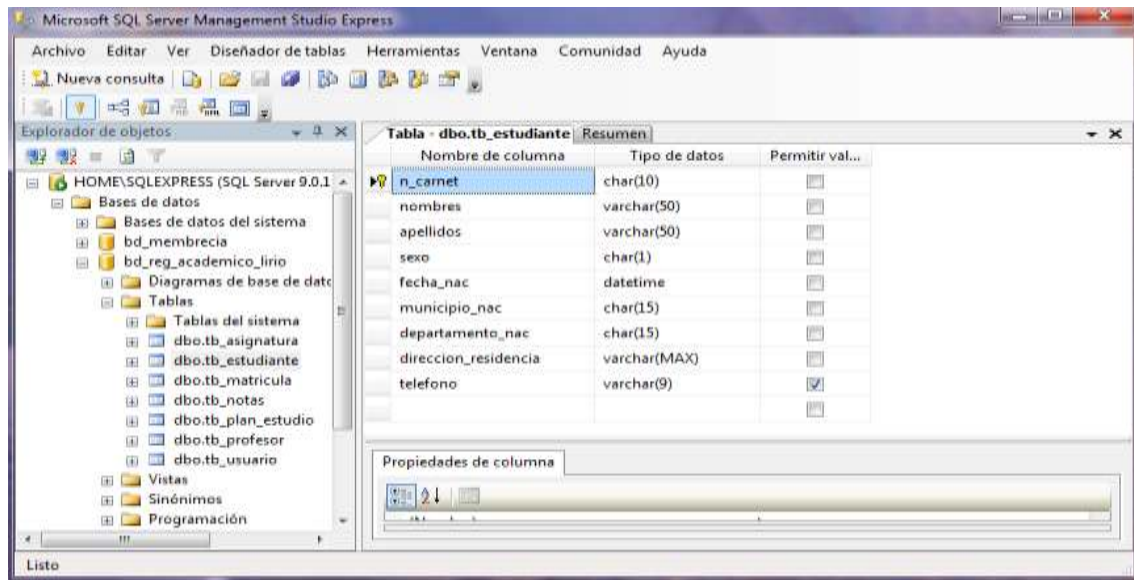 Microsoft SQL Server Management Studio Express
Archivo Editar Ver Diseñador de tablas Herramientas Ventana Comunidad Ayuda
Nueva consulta
Explorador de objetos
HOME\SQLEXPRESS (SQL Server 9.0.1
Bases de datos
Bases de datos del sistema
bd_membrecia
bd_reg_academico_lirio
Diagramas de base de datc
Tablas
Tablas del sistema
dbo.tb_asignatura
dbo.tb_estudiante
dbo.tb_matricula
dbo.tb_notas
dbo.tb_plan_estudio
dbo.tb_profesor
dbo.tb_usuario
Vistas
Sinónimos
Programación
Tabla - dbo.tb_estudiante Resumen
Nombre de columna Tipo de datos Permitir val...
n_carnet char(10)
nombres varchar(50)
apellidos varchar(50)
sexo char(1)
fecha_nac datetime
municipio_nac char(15)
departamento_nac char(15)
direccion_residencia varchar(MAX)
telefono varchar(9)
Propiedades de columna
Listo